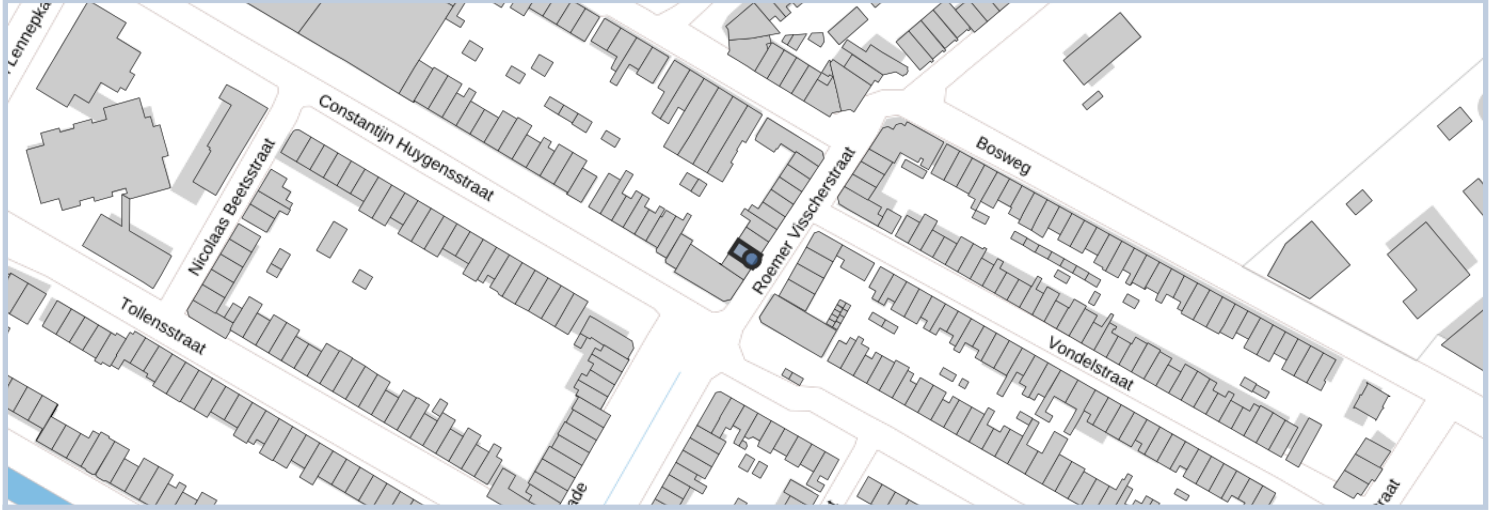 Lennepka
Constantijn Huygensstraat
Bosweg
Nicolaas Beetsstraat
Roemer Visscherstraat
Tollensstraat
Vondelstraat
ade
raat